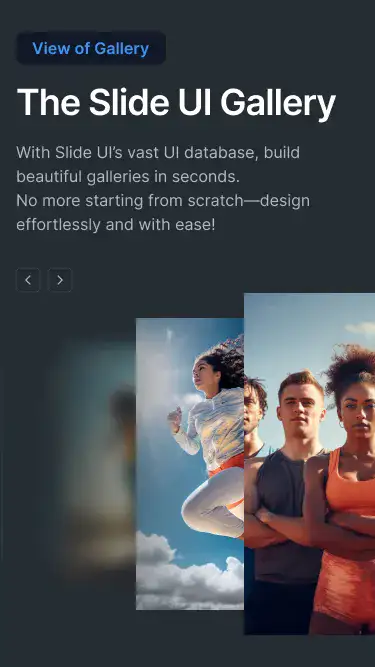 View of Gallery
The Slide UI Gallery
With Slide UI’s vast UI database, build
beautiful galleries in seconds.
No more starting from scratch—design
effortlessly and with ease!